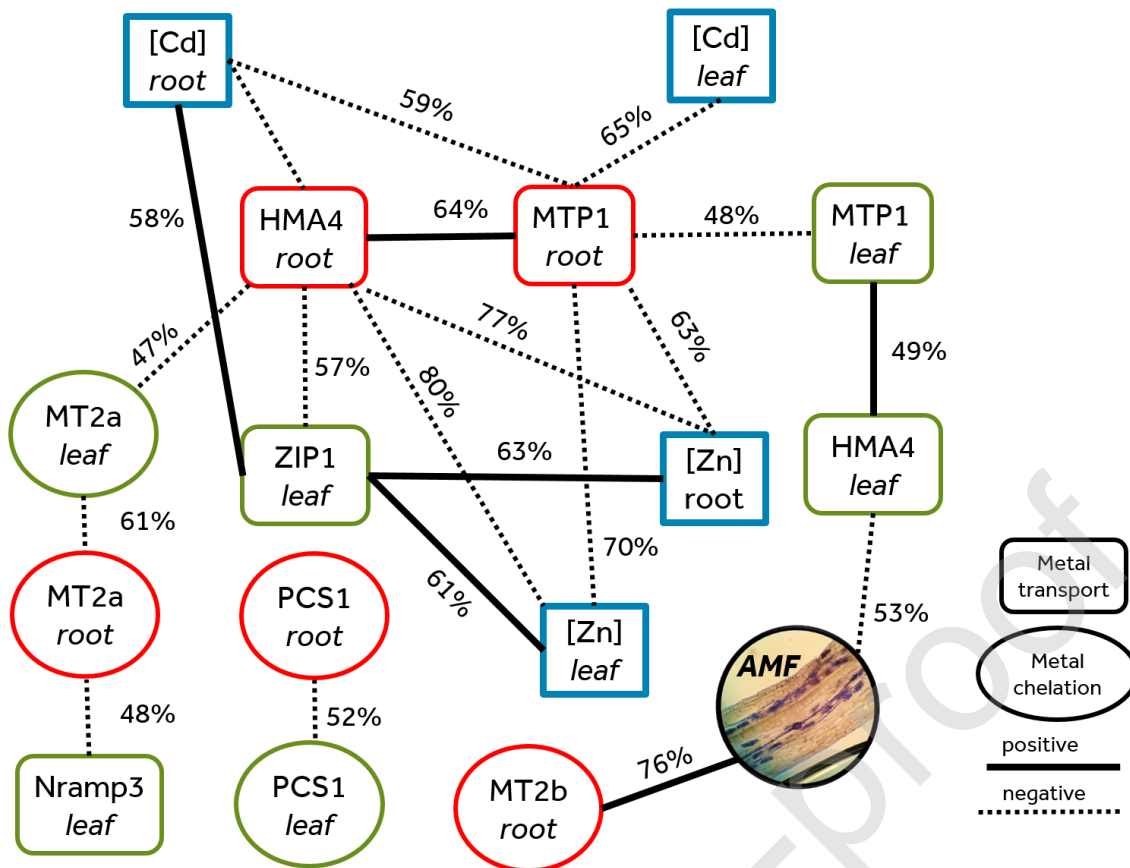 [Cd]
root
[Cd]
leaf
59%
65%
58%
HMA4
root
64%
MTP1
root
48%
MTP1
leaf
47%
57%
80%
77%
63%
49%
MT2a
leaf
ZIP1
leaf
63%
[Zn]
root
HMA4
leaf
61%
61%
70%
MT2a
root
PCS1
root
[Zn]
leaf
53%
Metal
transport
AMF
Metal
chelation
48%
52%
76%
positive
negative
Nramp3
leaf
PCS1
leaf
MT2b
root
-proof